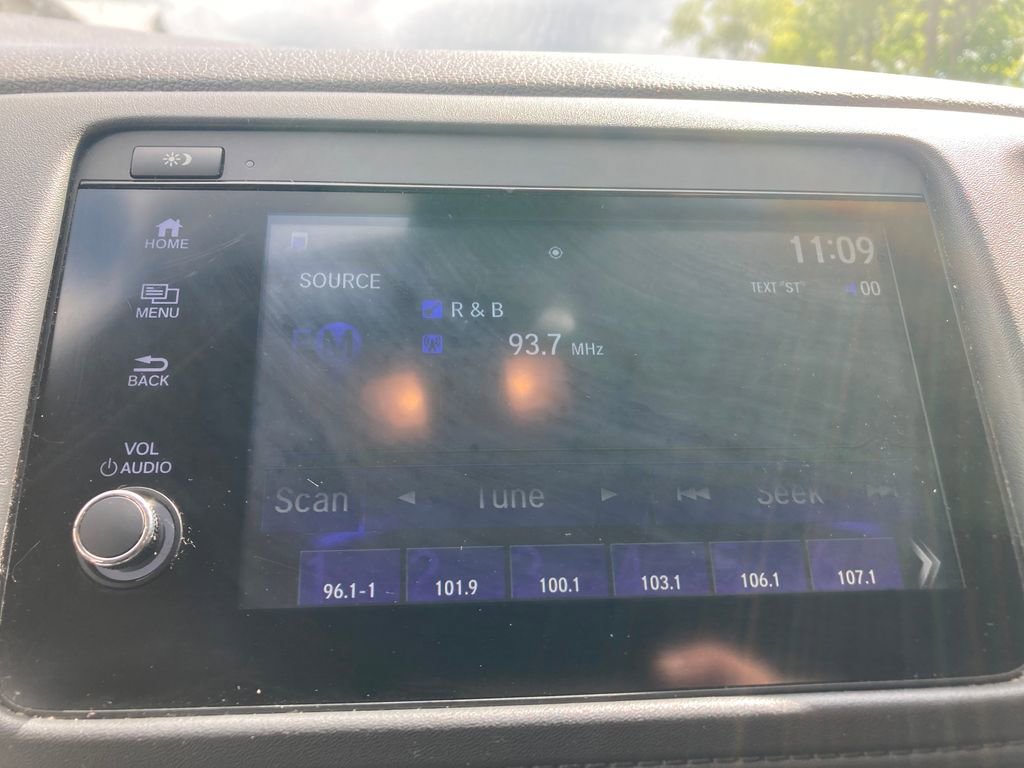 HOME
MENU
BACK
VOL
AUDIO
11:09
SOURCE
TEXT "ST"
00
R & B
FM
93.7 MHz
Scan
Tune
Seek
96.1-1
101.9
100.1
103.1
106.1
107.1